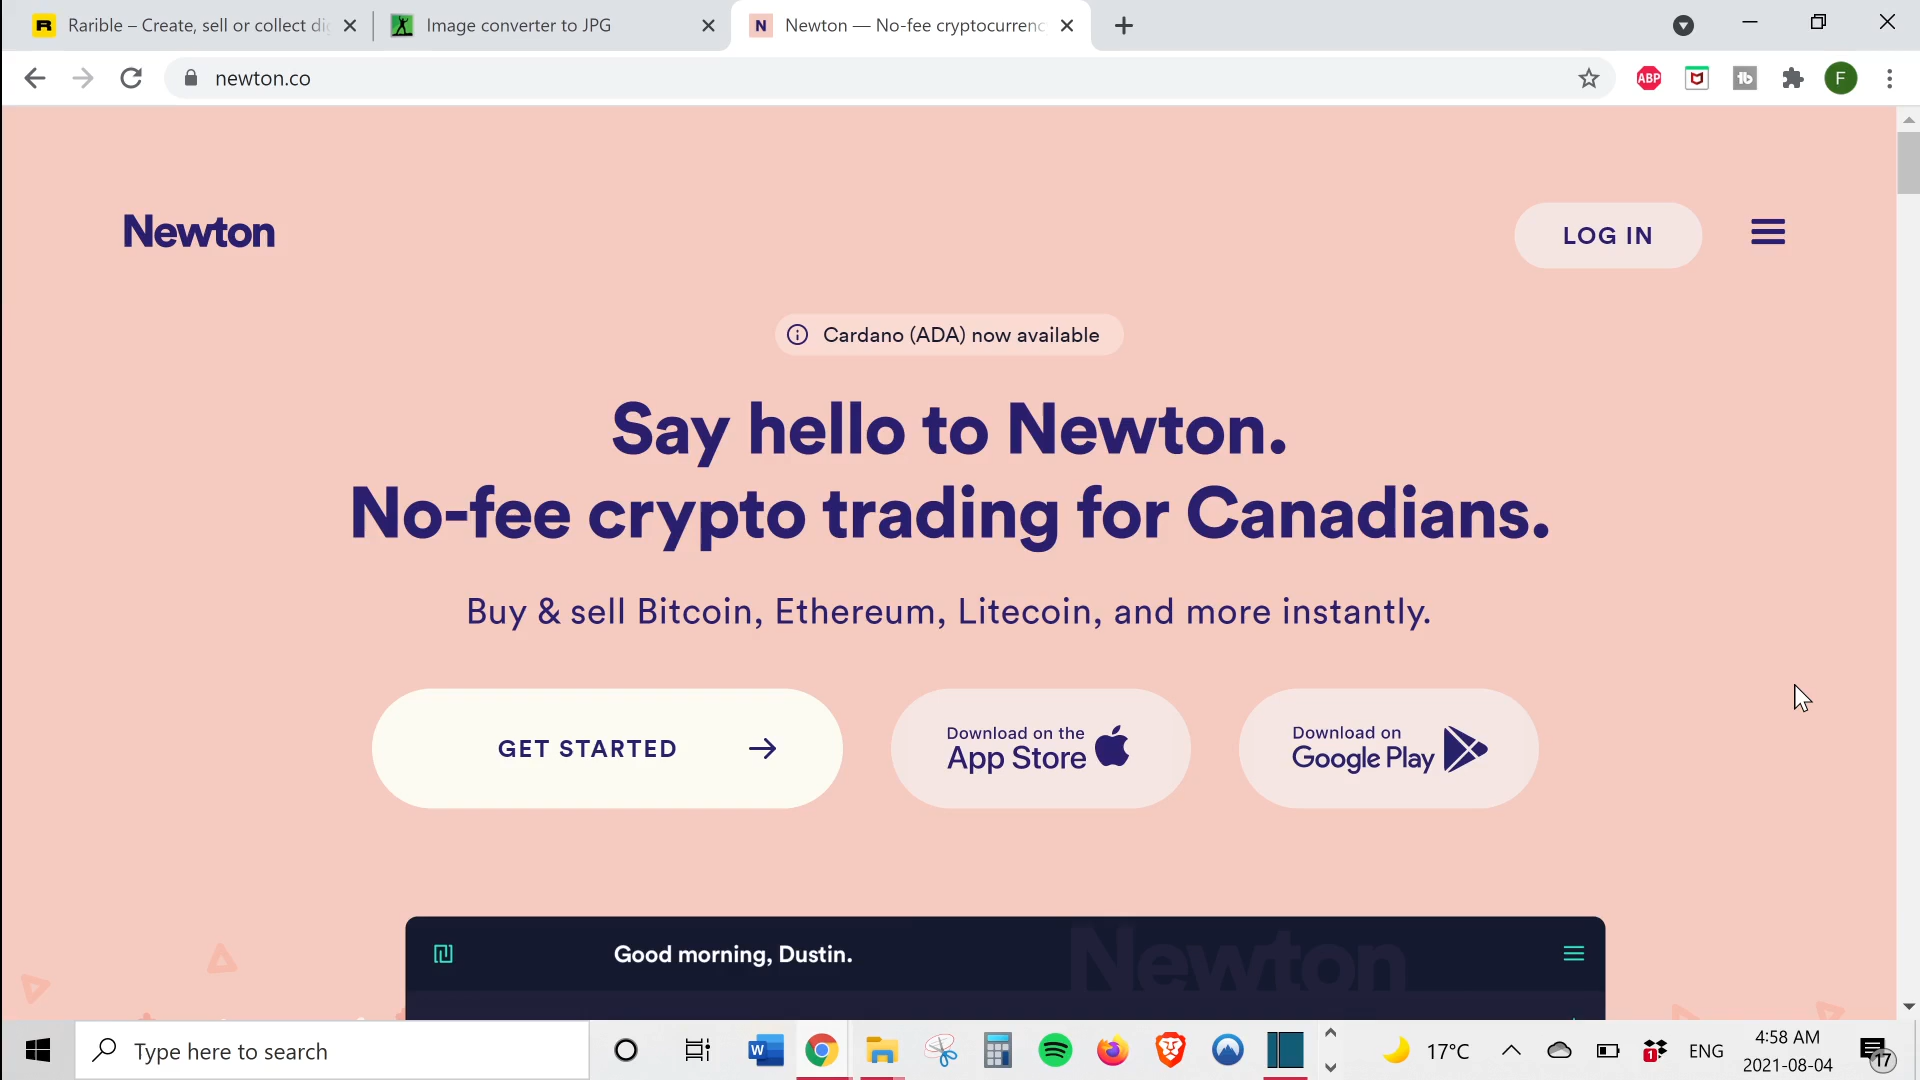 Rarible – Create, sell or collect di
Image converter to JPG
N
Newton — No-fee cryptocurrenc
newton.co
ABP
F
Newton
LOG IN
Cardano (ADA) now available
Say hello to Newton.
No-fee crypto trading for Canadians.
Buy & sell Bitcoin, Ethereum, Litecoin, and more instantly.
GET STARTED
Download on the
App Store
Download on
Google Play
Good morning, Dustin.
Newton
Type here to search
17°C
1
ENG
4:58 AM
2021-08-04
17